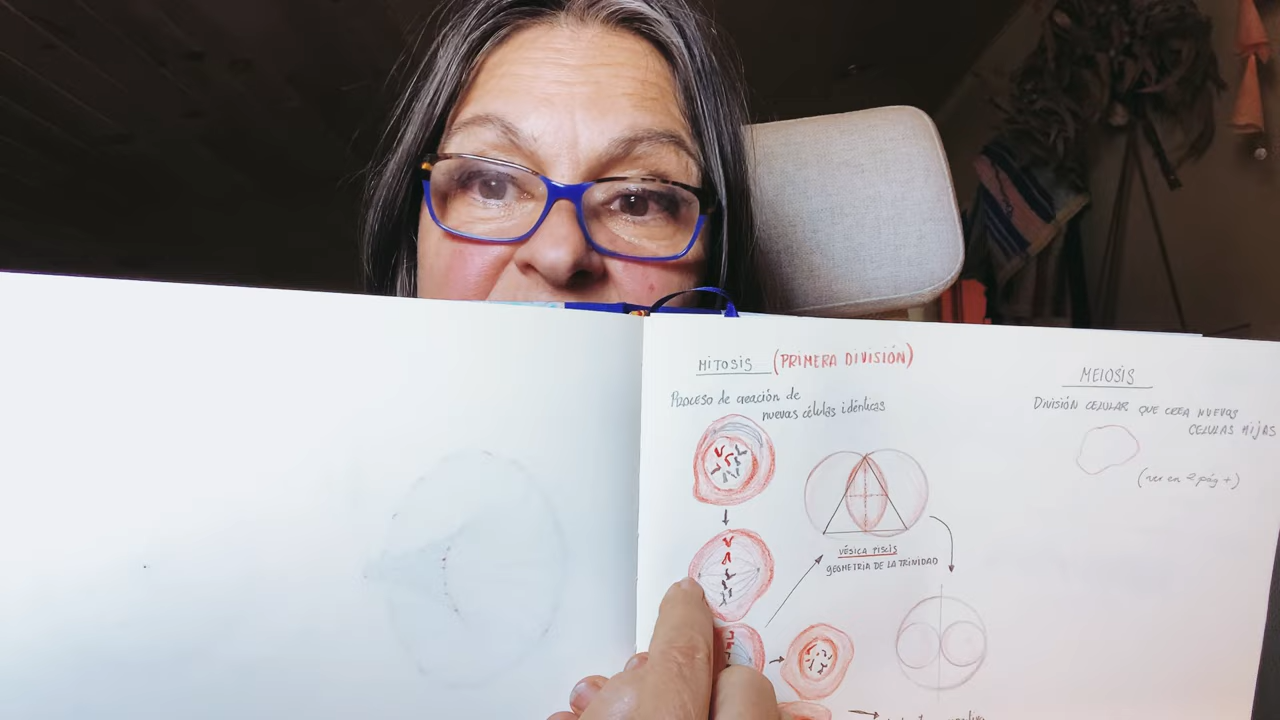 MITOSIS (PRIMERA DIVISIÓN)
PROCESO de creación de
nuevas células idénticas
VÉSICA PISCIS
GEOMETRÍA DE LA TRINIDAD
MEIOSIS
DIVISIÓN CELULAR QUE CREA NUEVAS
CELULAS HIJAS
(ver en 2 pág +)